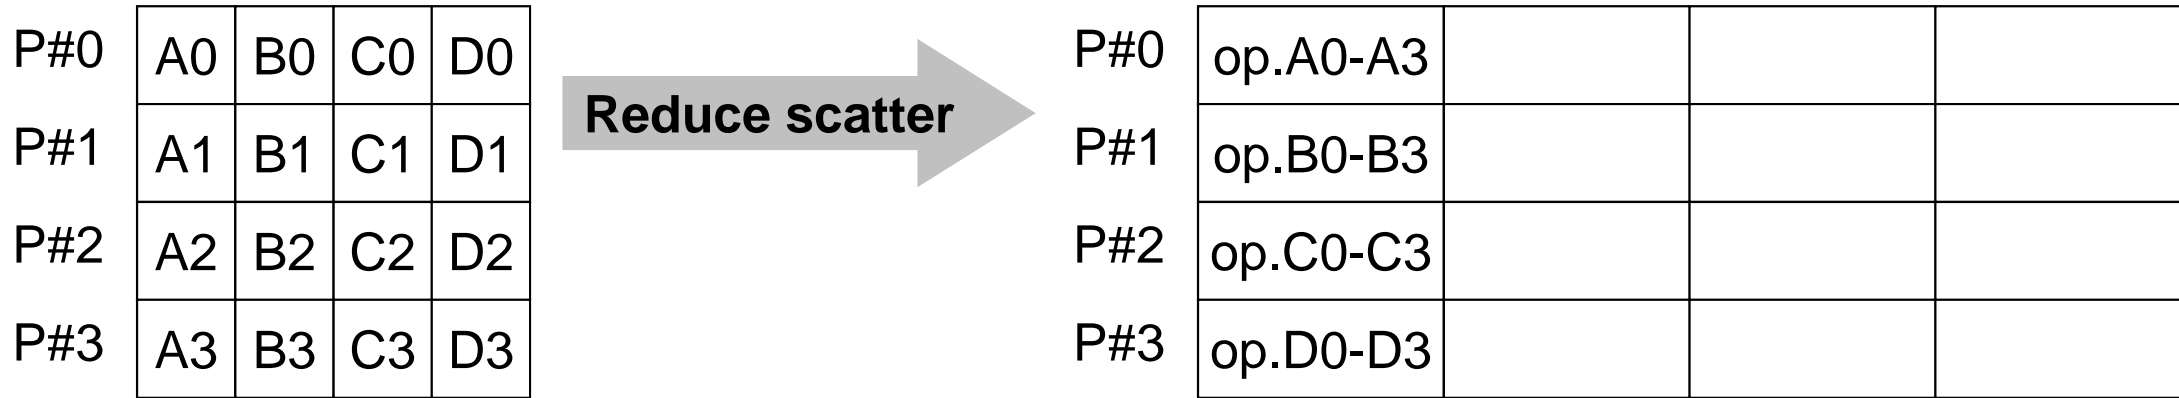 P#0 A0 B0 C0 D0 P#0 op.A0-A3
Reduce scatter
P#1 A1 B1 C1 D1 P#1 op.B0-B3
P#2 A2 B2 C2 D2 P#2 op.C0-C3
P#3 A3 B3 C3 D3 P#3 op.D0-D3